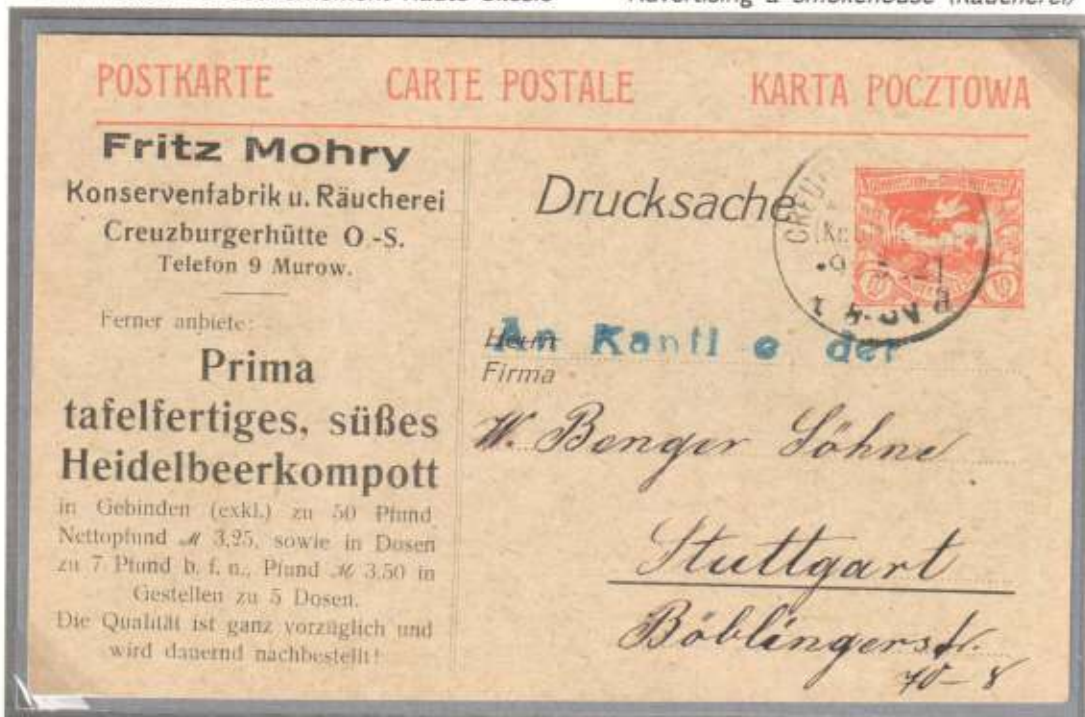 Advertising a smokehouse (Räucherei)
POSTKARTE CARTE POSTALE KARTA POCZTOWA
Fritz Mohry
Konservenfabrik u. Räucherei
Creuzburgerhütte O-S.
Telefon 9 Murow.
Ferner anbiete:
Prima
tafelfertiges, süßes
Heidelbeerkompott
in Gebinden (exkl.) zu 50 Pfund
Nettopfund ℳ 3,25, sowie in Dosen
zu 7 Pfund b. f. n., Pfund ℳ 3,50 in
Gestellen zu 5 Dosen.
Die Qualität ist ganz vorzüglich und
wird dauernd nachbestellt!
Drucksache
10 10
An der
Firma
W. Benger Söhne
Stuttgart
Böblingerstr.